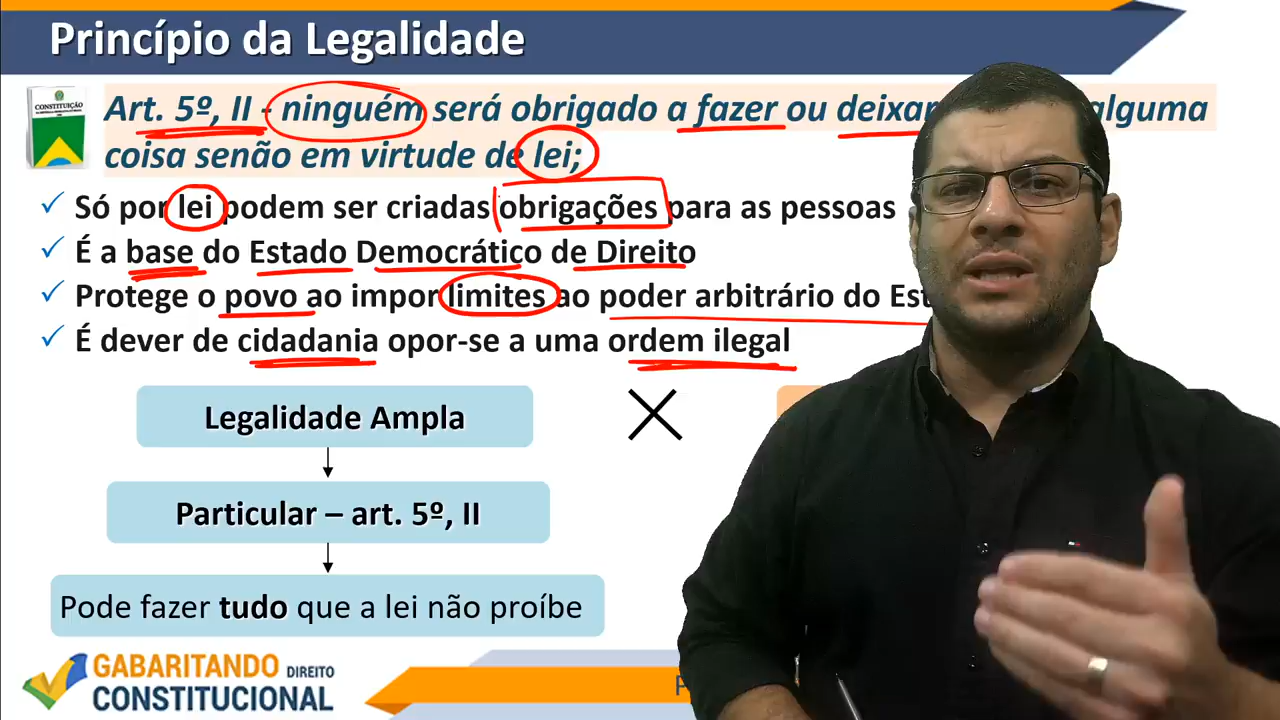 Princípio da Legalidade
CONSTITUIÇÃO
Art. 5º, II - ninguém será obrigado a fazer ou deixar alguma
coisa senão em virtude de lei;
Só por lei podem ser criadas obrigações para as pessoas
É a base do Estado Democrático de Direito
Protege o povo ao impor limites ao poder arbitrário do Est
É dever de cidadania opor-se a uma ordem ilegal
Legalidade Ampla
Particular – art. 5º, II
Pode fazer tudo que a lei não proíbe
GABARITANDO DIREITO
CONSTITUCIONAL